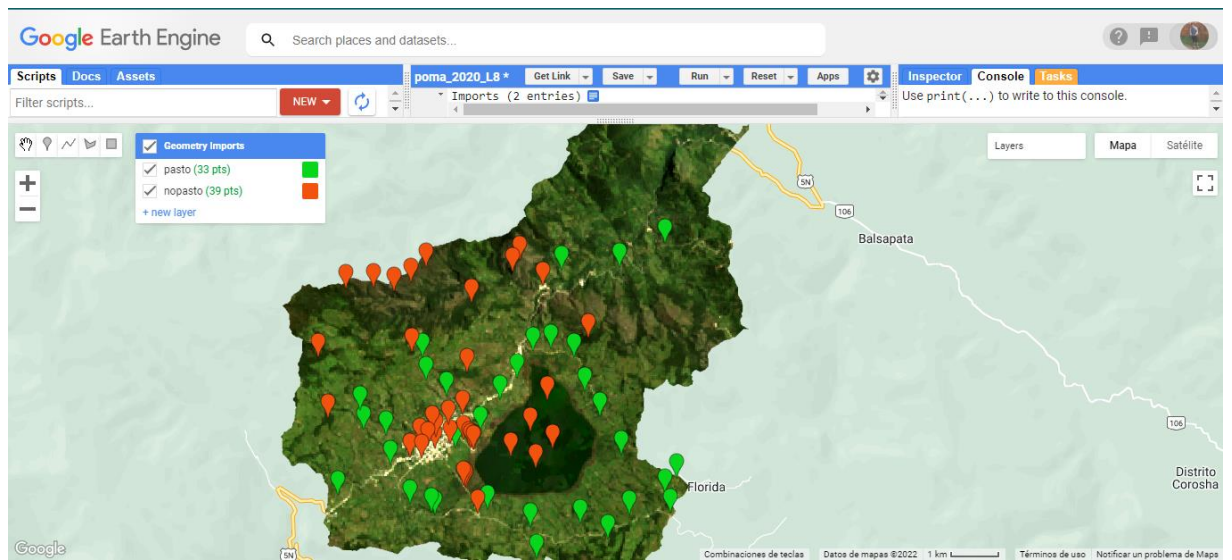 Google Earth Engine
Search places and datasets...
Scripts Docs Assets
poma_2020_L8 * Get Link Save Run Reset Apps
Inspector Console Tasks
Filter scripts...
NEW
Imports (2 entries)
Use print(...) to write to this console.
Geometry Imports
pasto (33 pts)
nopasto (39 pts)
+ new layer
Layers
Mapa Satélite
5N
106
Balsapata
106
Distrito
Corosha
Florida
5N
Google
Combinaciones de teclas Datos de mapas ©2022 1 km Términos de uso Notificar un problema de Maps